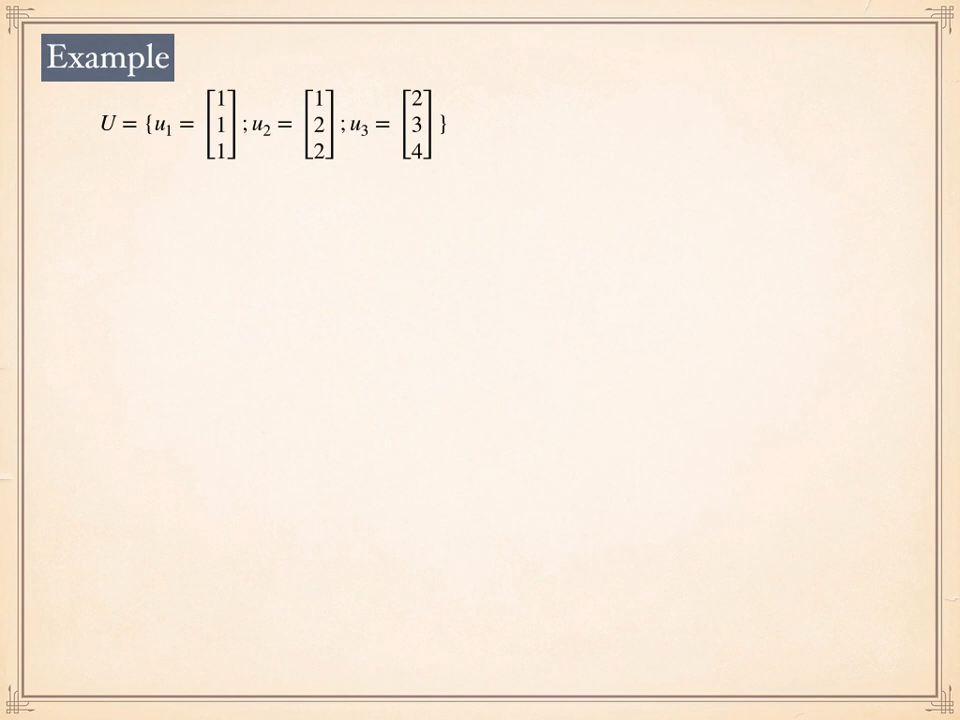 Example
U = {u₁ = [1 1 1] ; u₂ = [1 2 2] ; u₃ = [2 3 4] }